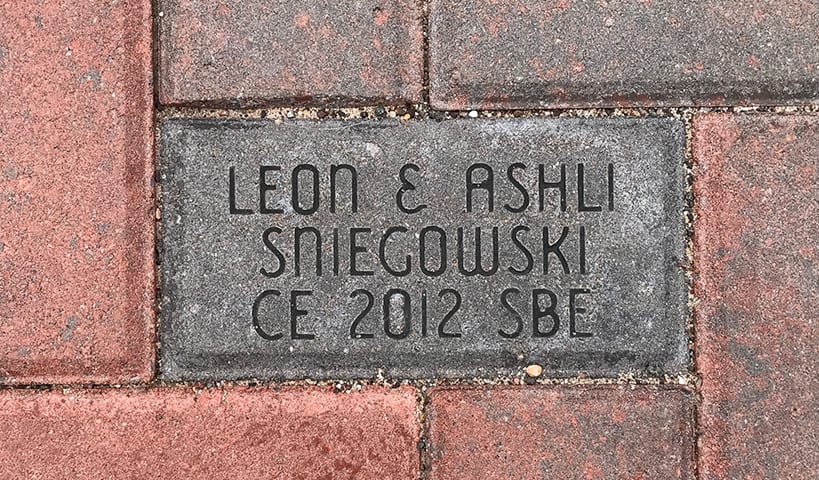 LEON & ASHLI
SNIEGOWSKI
CE 2012 SBE